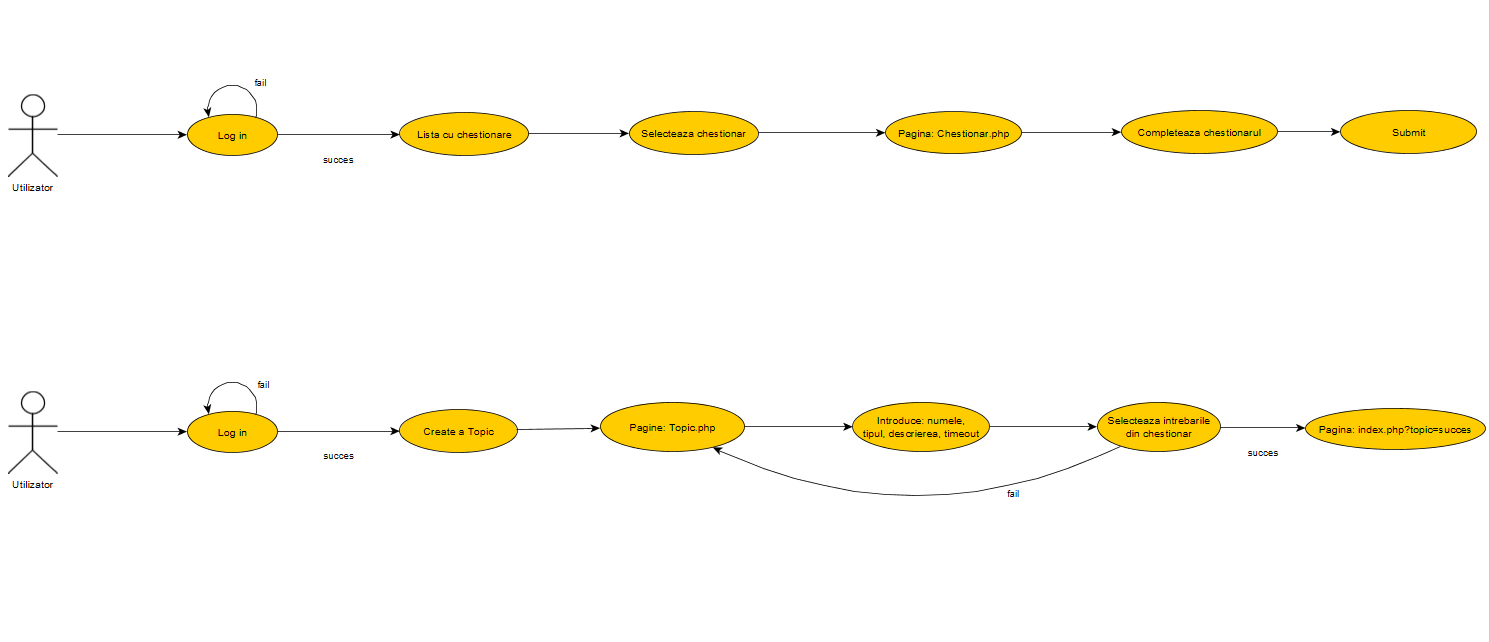 fail
Log in
Lista cu chestionare
Selecteaza chestionar
Pagina: Chestionar.php
Completeaza chestionarul
Submit
succes
Utilizator
fail
Log in
Create a Topic
Pagine: Topic.php
Introduce: numele,
tipul, descrierea, timeout
Selecteaza intrebarile
din chestionar
Pagina: index.php?topic=succes
succes
succes
Utilizator
fail